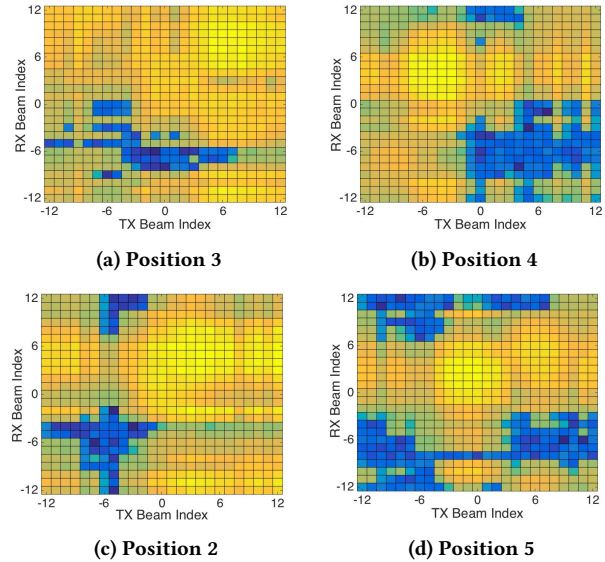 12
6
0
-6
-12
RX Beam Index
-12 -6 0 6 12
TX Beam Index
(a) Position 3
12
6
0
-6
-12
RX Beam Index
-12 -6 0 6 12
TX Beam Index
(b) Position 4
12
6
0
-6
-12
RX Beam Index
-12 -6 0 6 12
TX Beam Index
(c) Position 2
12
6
0
-6
-12
RX Beam Index
-12 -6 0 6 12
TX Beam Index
(d) Position 5